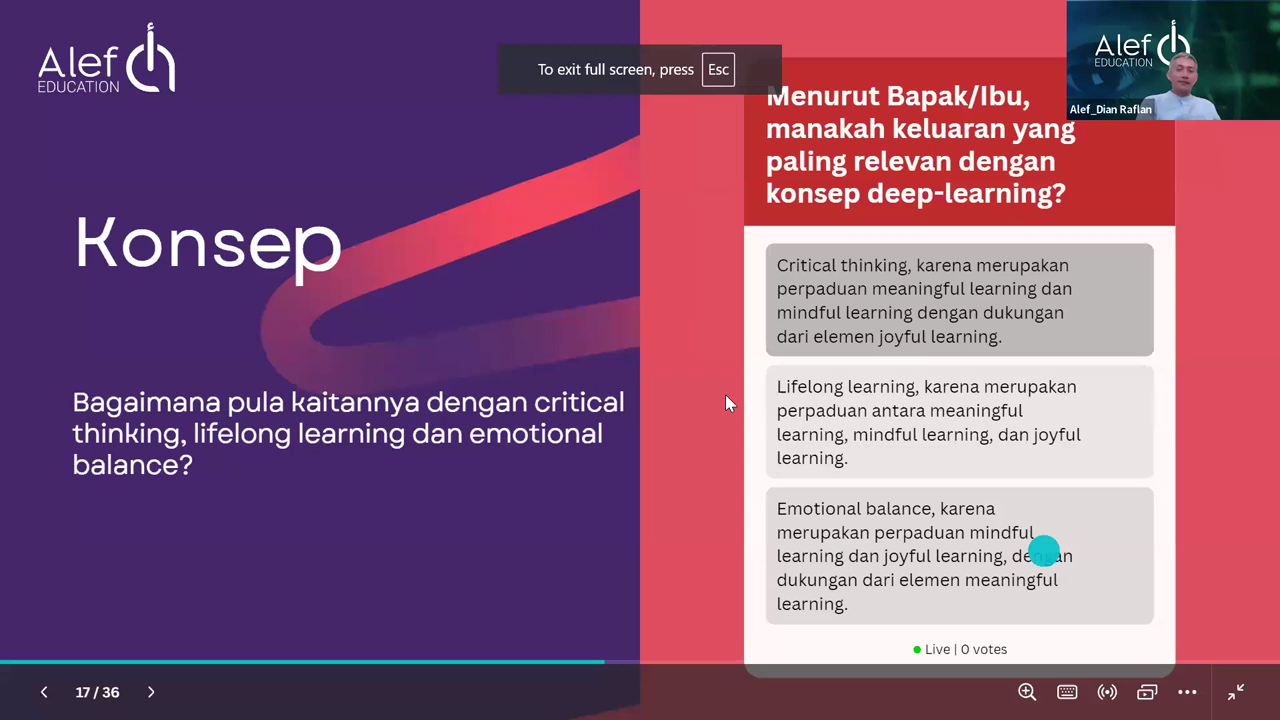 Alef
EDUCATION
Konsep
Bagaimana pula kaitannya dengan critical
thinking, lifelong learning dan emotional
balance?
To exit full screen, press Esc
Menurut Bapak/Ibu,
manakah keluaran yang
paling relevan dengan
konsep deep-learning?
Critical thinking, karena merupakan
perpaduan meaningful learning dan
mindful learning dengan dukungan
dari elemen joyful learning.
Lifelong learning, karena merupakan
perpaduan antara meaningful
learning, mindful learning, dan joyful
learning.
Emotional balance, karena
merupakan perpaduan mindful
learning dan joyful learning, dengan
dukungan dari elemen meaningful
learning.
Live | 0 votes
Alef
EDUCATION
Alef_Dian Raflan
17 / 36